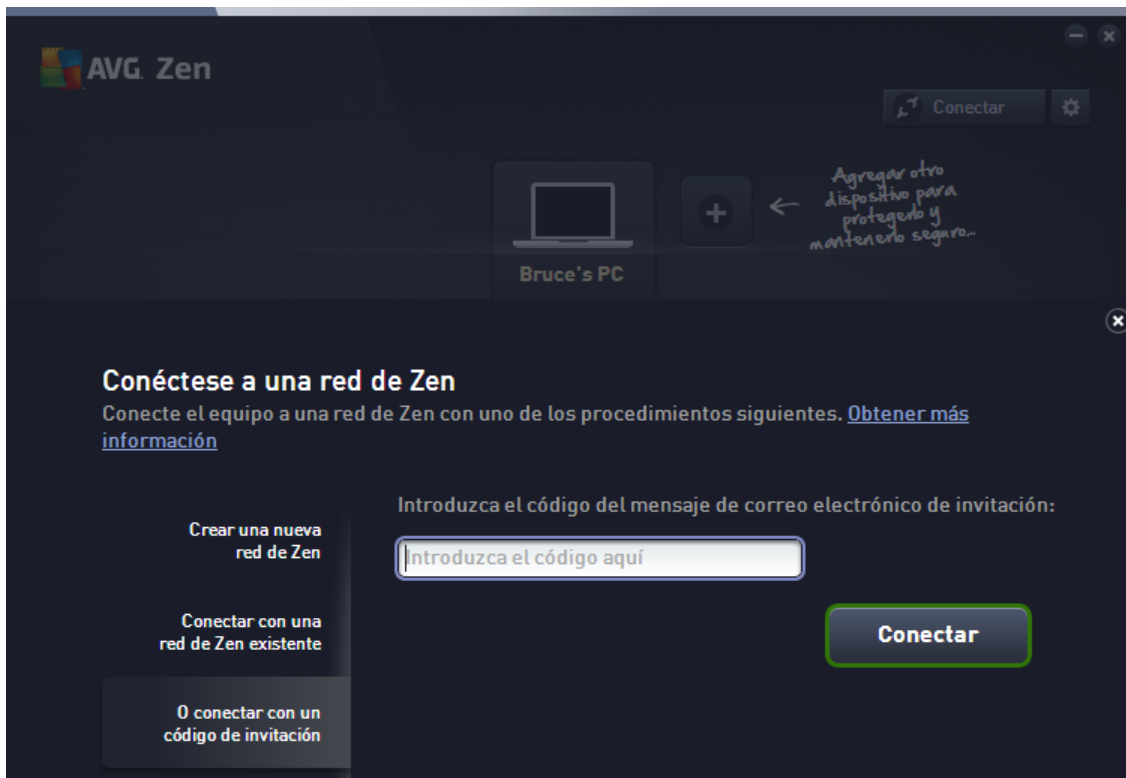 AVG. Zen
Conectar
Agregar otro
dispositivo para
protegerlo y
mantenerlo seguro...
Bruce's PC
Conéctese a una red de Zen
Conecte el equipo a una red de Zen con uno de los procedimientos siguientes. Obtener más
información
Introduzca el código del mensaje de correo electrónico de invitación:
Crear una nueva
red de Zen
Introduzca el código aquí
Conectar con una
red de Zen existente
Conectar
O conectar con un
código de invitación